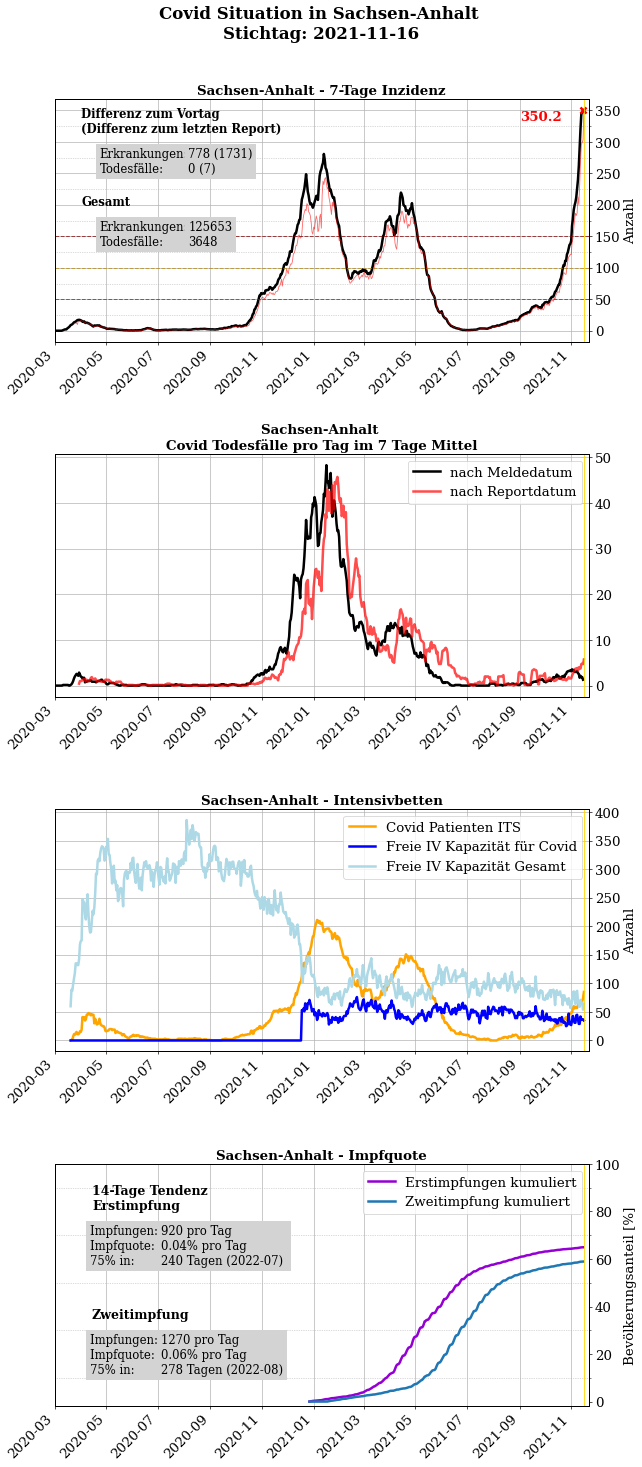 Covid Situation in Sachsen-Anhalt
Stichtag: 2021-11-16
Sachsen-Anhalt - 7-Tage Inzidenz
Differenz zum Vortag
(Differenz zum letzten Report)
Erkrankungen 778 (1731)
Todesfälle: 0 (7)
Gesamt
Erkrankungen 125653
Todesfälle: 3648
350.2
350
300
250
200
150
100
50
0
Anzahl
2020-03 2020-05 2020-07 2020-09 2020-11 2021-01 2021-03 2021-05 2021-07 2021-09 2021-11
Sachsen-Anhalt
Covid Todesfälle pro Tag im 7 Tage Mittel
nach Meldedatum
nach Reportdatum
50
40
30
20
10
0
2020-03 2020-05 2020-07 2020-09 2020-11 2021-01 2021-03 2021-05 2021-07 2021-09 2021-11
Sachsen-Anhalt - Intensivbetten
Covid Patienten ITS
Freie IV Kapazität für Covid
Freie IV Kapazität Gesamt
400
350
300
250
200
150
100
50
0
Anzahl
2020-03 2020-05 2020-07 2020-09 2020-11 2021-01 2021-03 2021-05 2021-07 2021-09 2021-11
Sachsen-Anhalt - Impfquote
14-Tage Tendenz
Erstimpfung
Impfungen: 920 pro Tag
Impfquote: 0.04% pro Tag
75% in: 240 Tagen (2022-07)
Zweitimpfung
Impfungen: 1270 pro Tag
Impfquote: 0.06% pro Tag
75% in: 278 Tagen (2022-08)
Erstimpfungen kumuliert
Zweitimpfung kumuliert
100
80
60
40
20
0
Bevölkerungsanteil [%]
2020-03 2020-05 2020-07 2020-09 2020-11 2021-01 2021-03 2021-05 2021-07 2021-09 2021-11